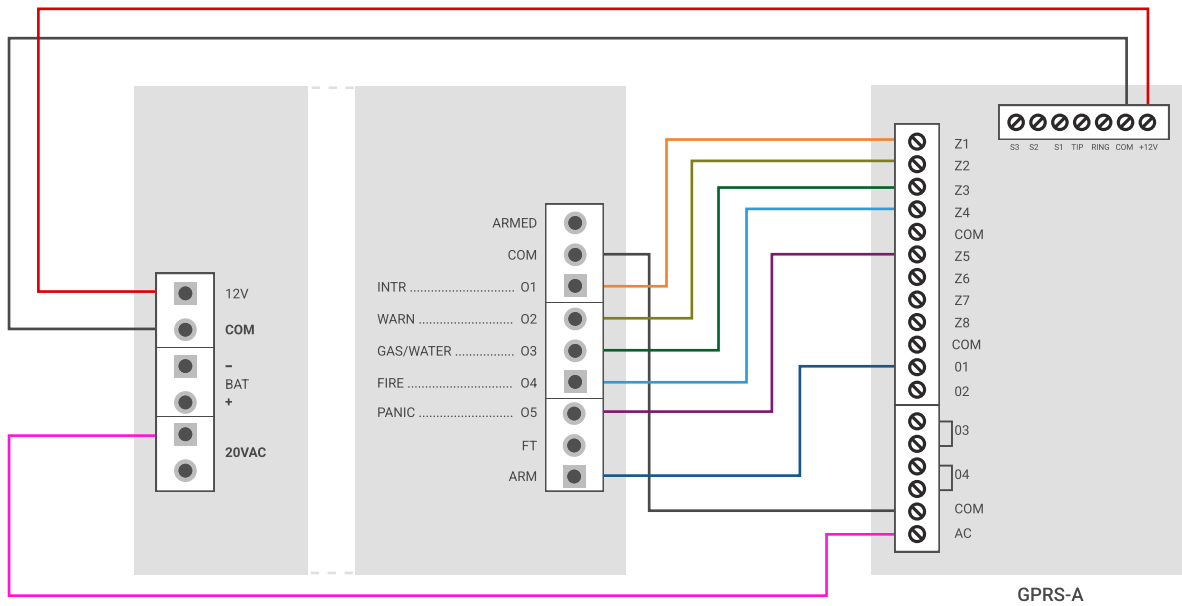 12V
COM
–
BAT
+
20VAC
ARMED
COM
INTR .......................... O1
WARN ....................... O2
GAS/WATER .............. O3
FIRE .......................... O4
PANIC ....................... O5
FT
ARM
S3 S2 S1 TIP RING COM +12V
Z1
Z2
Z3
Z4
COM
Z5
Z6
Z7
Z8
COM
01
02
03
04
COM
AC
GPRS-A